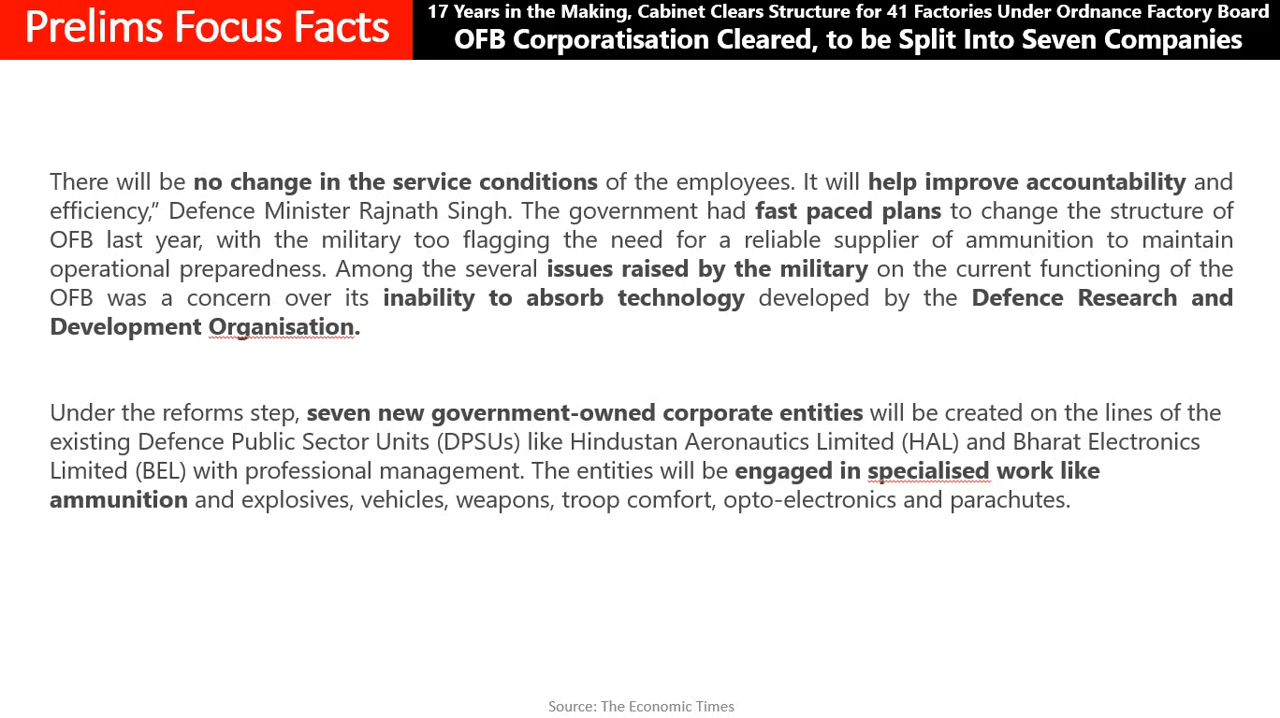 Prelims Focus Facts
17 Years in the Making, Cabinet Clears Structure for 41 Factories Under Ordnance Factory Board
OFB Corporatisation Cleared, to be Split Into Seven Companies
There will be no change in the service conditions of the employees. It will help improve accountability and
efficiency,” Defence Minister Rajnath Singh. The government had fast paced plans to change the structure of
OFB last year, with the military too flagging the need for a reliable supplier of ammunition to maintain
operational preparedness. Among the several issues raised by the military on the current functioning of the
OFB was a concern over its inability to absorb technology developed by the Defence Research and
Development Organisation.
Under the reforms step, seven new government-owned corporate entities will be created on the lines of the
existing Defence Public Sector Units (DPSUs) like Hindustan Aeronautics Limited (HAL) and Bharat Electronics
Limited (BEL) with professional management. The entities will be engaged in specialised work like
ammunition and explosives, vehicles, weapons, troop comfort, opto-electronics and parachutes.
Source: The Economic Times